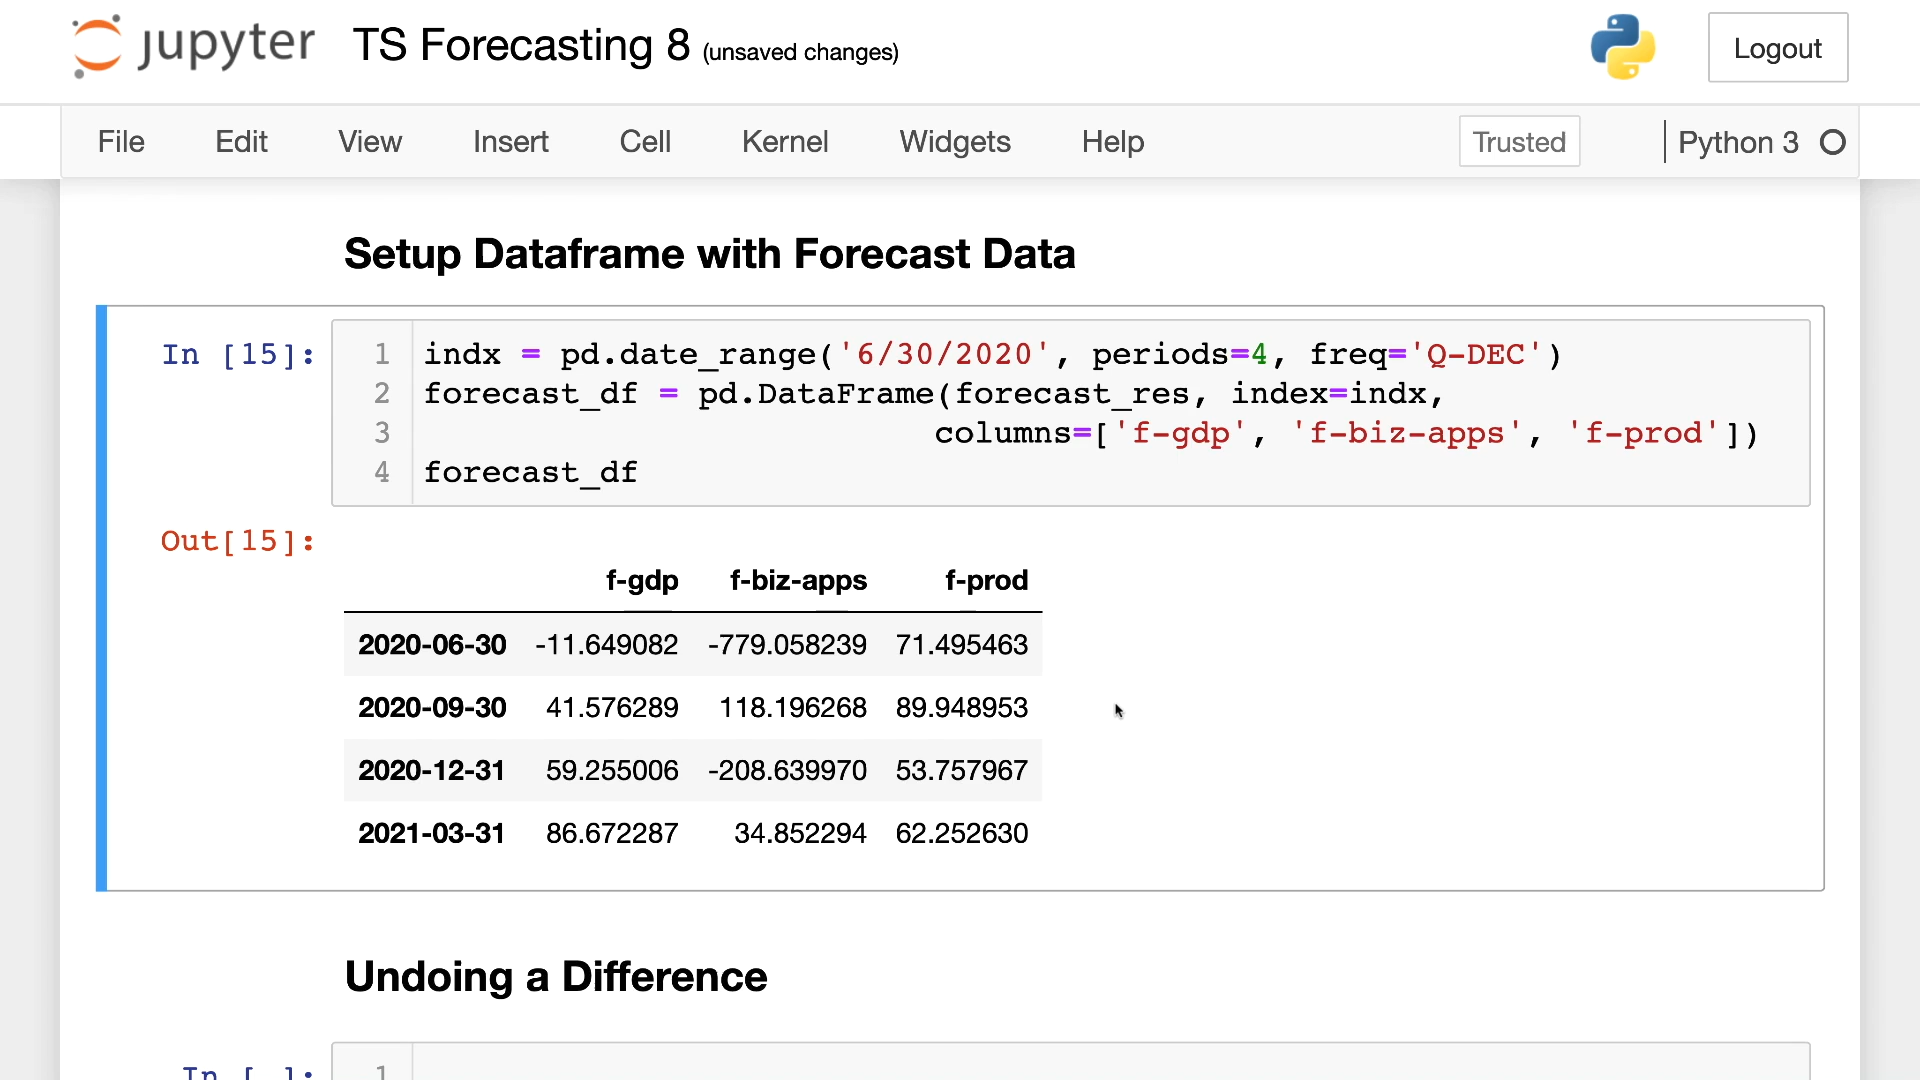 jupyter TS Forecasting 8 (unsaved changes) Logout
File Edit View Insert Cell Kernel Widgets Help Trusted Python 3
Setup Dataframe with Forecast Data
In [15]: 1 indx = pd.date_range('6/30/2020', periods=4, freq='Q-DEC')
2 forecast_df = pd.DataFrame(forecast_res, index=indx,
3 columns=['f-gdp', 'f-biz-apps', 'f-prod'])
4 forecast_df
Out[15]:
f-gdp f-biz-apps f-prod
2020-06-30 -11.649082 -779.058239 71.495463
2020-09-30 41.576289 118.196268 89.948953
2020-12-31 59.255006 -208.639970 53.757967
2021-03-31 86.672287 34.852294 62.252630
Undoing a Difference
In [ ]: 1